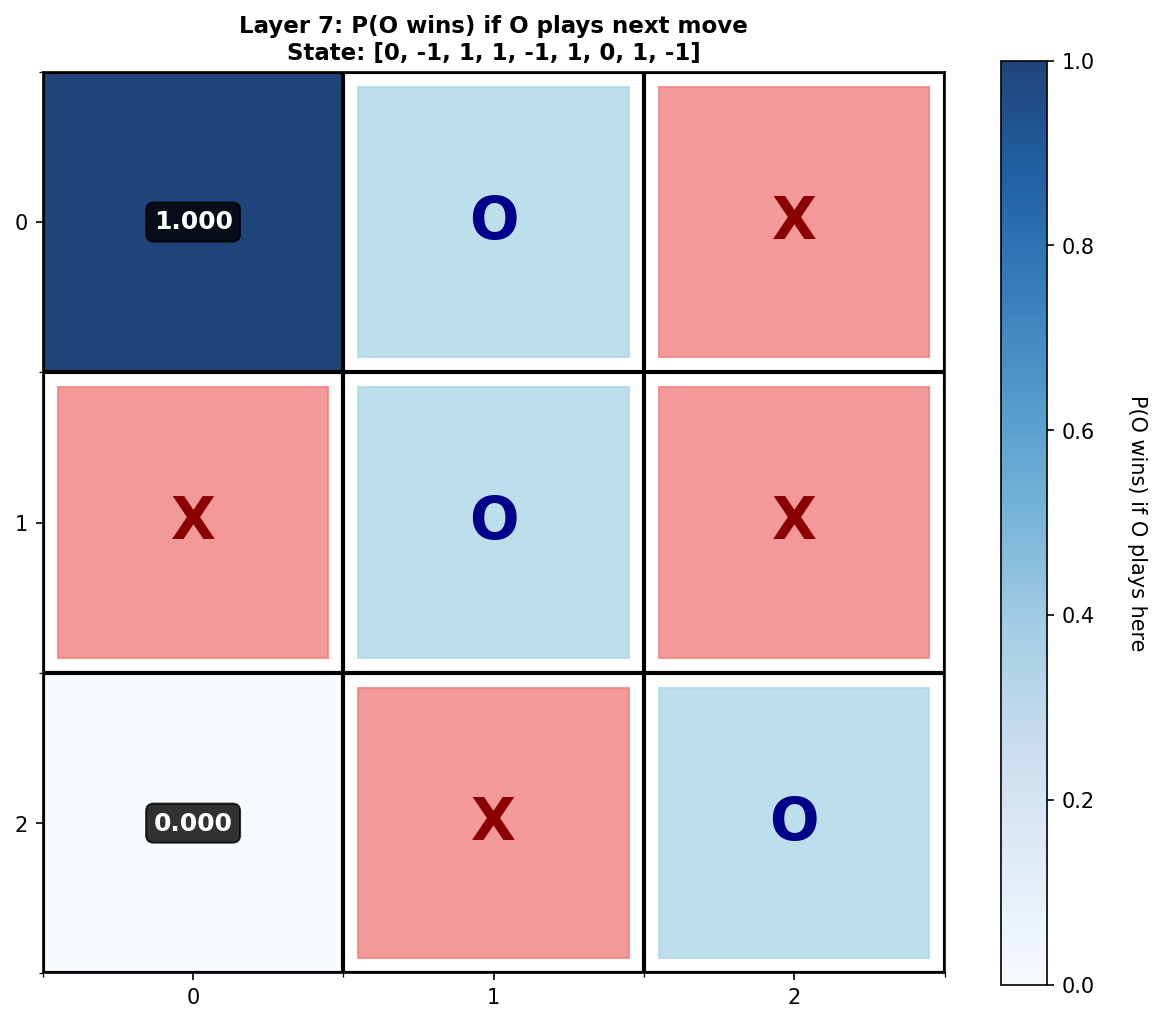 Layer 7: P(O wins) if O plays next move
State: [0, -1, 1, 1, -1, 1, 0, 1, -1]
0 1.000 O X
1 X O X
2 0.000 X O
0 1 2
1.0
0.8
0.6
0.4
0.2
0.0
P(O wins) if O plays here